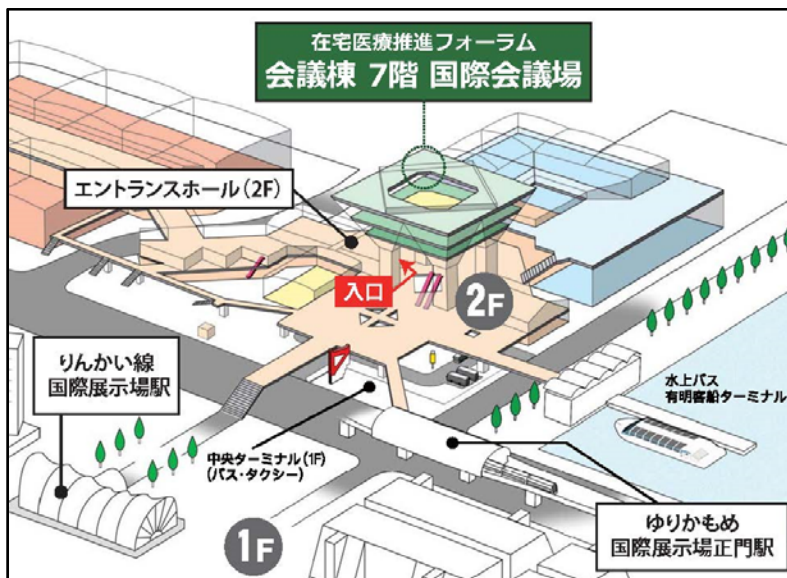 在宅医療推進フォーラム
会議棟 7階 国際会議場
エントランスホール(2F)
入口
2F
りんかい線
国際展示場駅
水上バス
有明客船ターミナル
中央ターミナル(1F)
(バス・タクシー)
1F
ゆりかもめ
国際展示場正門駅